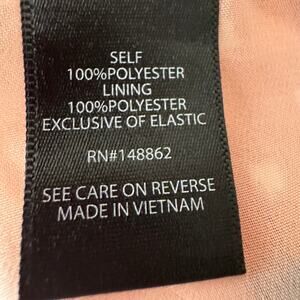 SELF
100%POLYESTER
LINING
100%POLYESTER
EXCLUSIVE OF ELASTIC
RN#148862
SEE CARE ON REVERSE
MADE IN VIETNAM